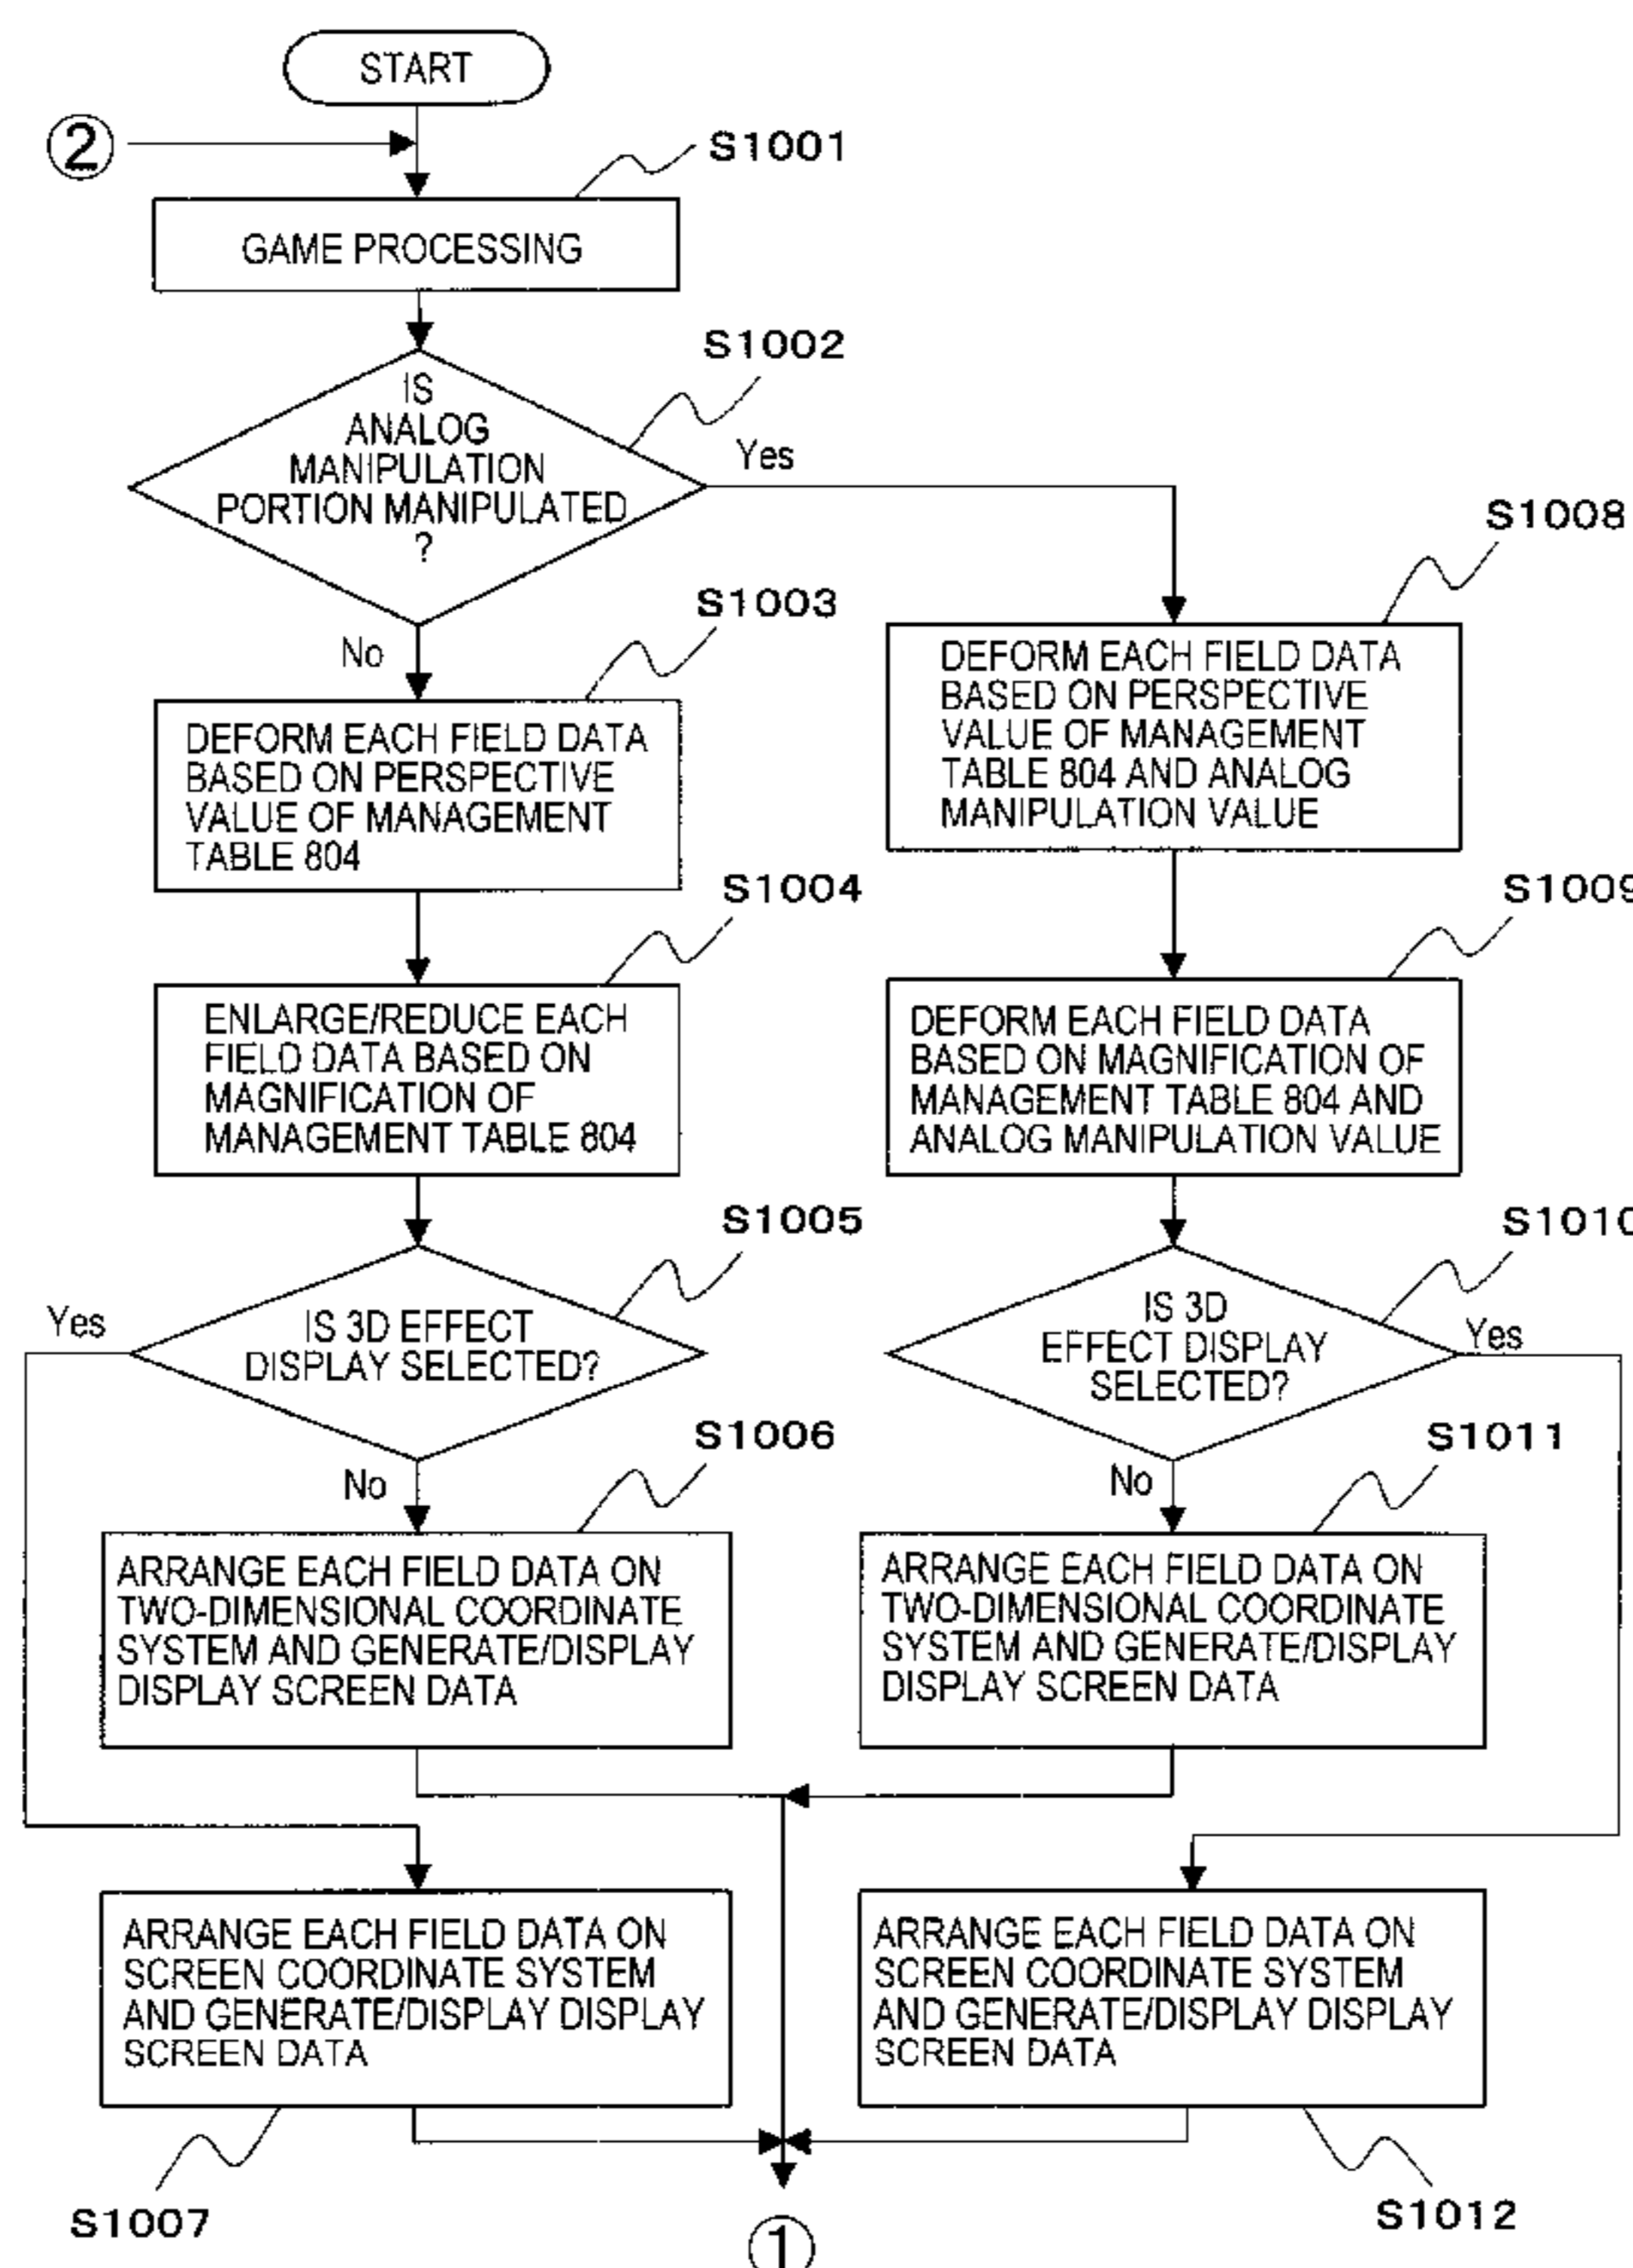 START
②
S1001
GAME PROCESSING
S1002
IS
ANALOG
MANIPULATION
PORTION MANIPULATED
?
Yes
No
S1003
DEFORM EACH FIELD DATA
BASED ON PERSPECTIVE
VALUE OF MANAGEMENT
TABLE 804
S1004
ENLARGE/REDUCE EACH
FIELD DATA BASED ON
MAGNIFICATION OF
MANAGEMENT TABLE 804
S1005
Yes
IS 3D EFFECT
DISPLAY SELECTED?
No
S1006
ARRANGE EACH FIELD DATA ON
TWO-DIMENSIONAL COORDINATE
SYSTEM AND GENERATE/DISPLAY
DISPLAY SCREEN DATA
ARRANGE EACH FIELD DATA ON
SCREEN COORDINATE SYSTEM
AND GENERATE/DISPLAY DISPLAY
SCREEN DATA
S1007
S1008
DEFORM EACH FIELD DATA
BASED ON PERSPECTIVE
VALUE OF MANAGEMENT
TABLE 804 AND ANALOG
MANIPULATION VALUE
S1009
DEFORM EACH FIELD DATA
BASED ON MAGNIFICATION OF
MANAGEMENT TABLE 804 AND
ANALOG MANIPULATION VALUE
S1010
IS 3D
EFFECT DISPLAY
SELECTED?
Yes
No
S1011
ARRANGE EACH FIELD DATA ON
TWO-DIMENSIONAL COORDINATE
SYSTEM AND GENERATE/DISPLAY
DISPLAY SCREEN DATA
ARRANGE EACH FIELD DATA ON
SCREEN COORDINATE SYSTEM
AND GENERATE/DISPLAY DISPLAY
SCREEN DATA
S1012
①